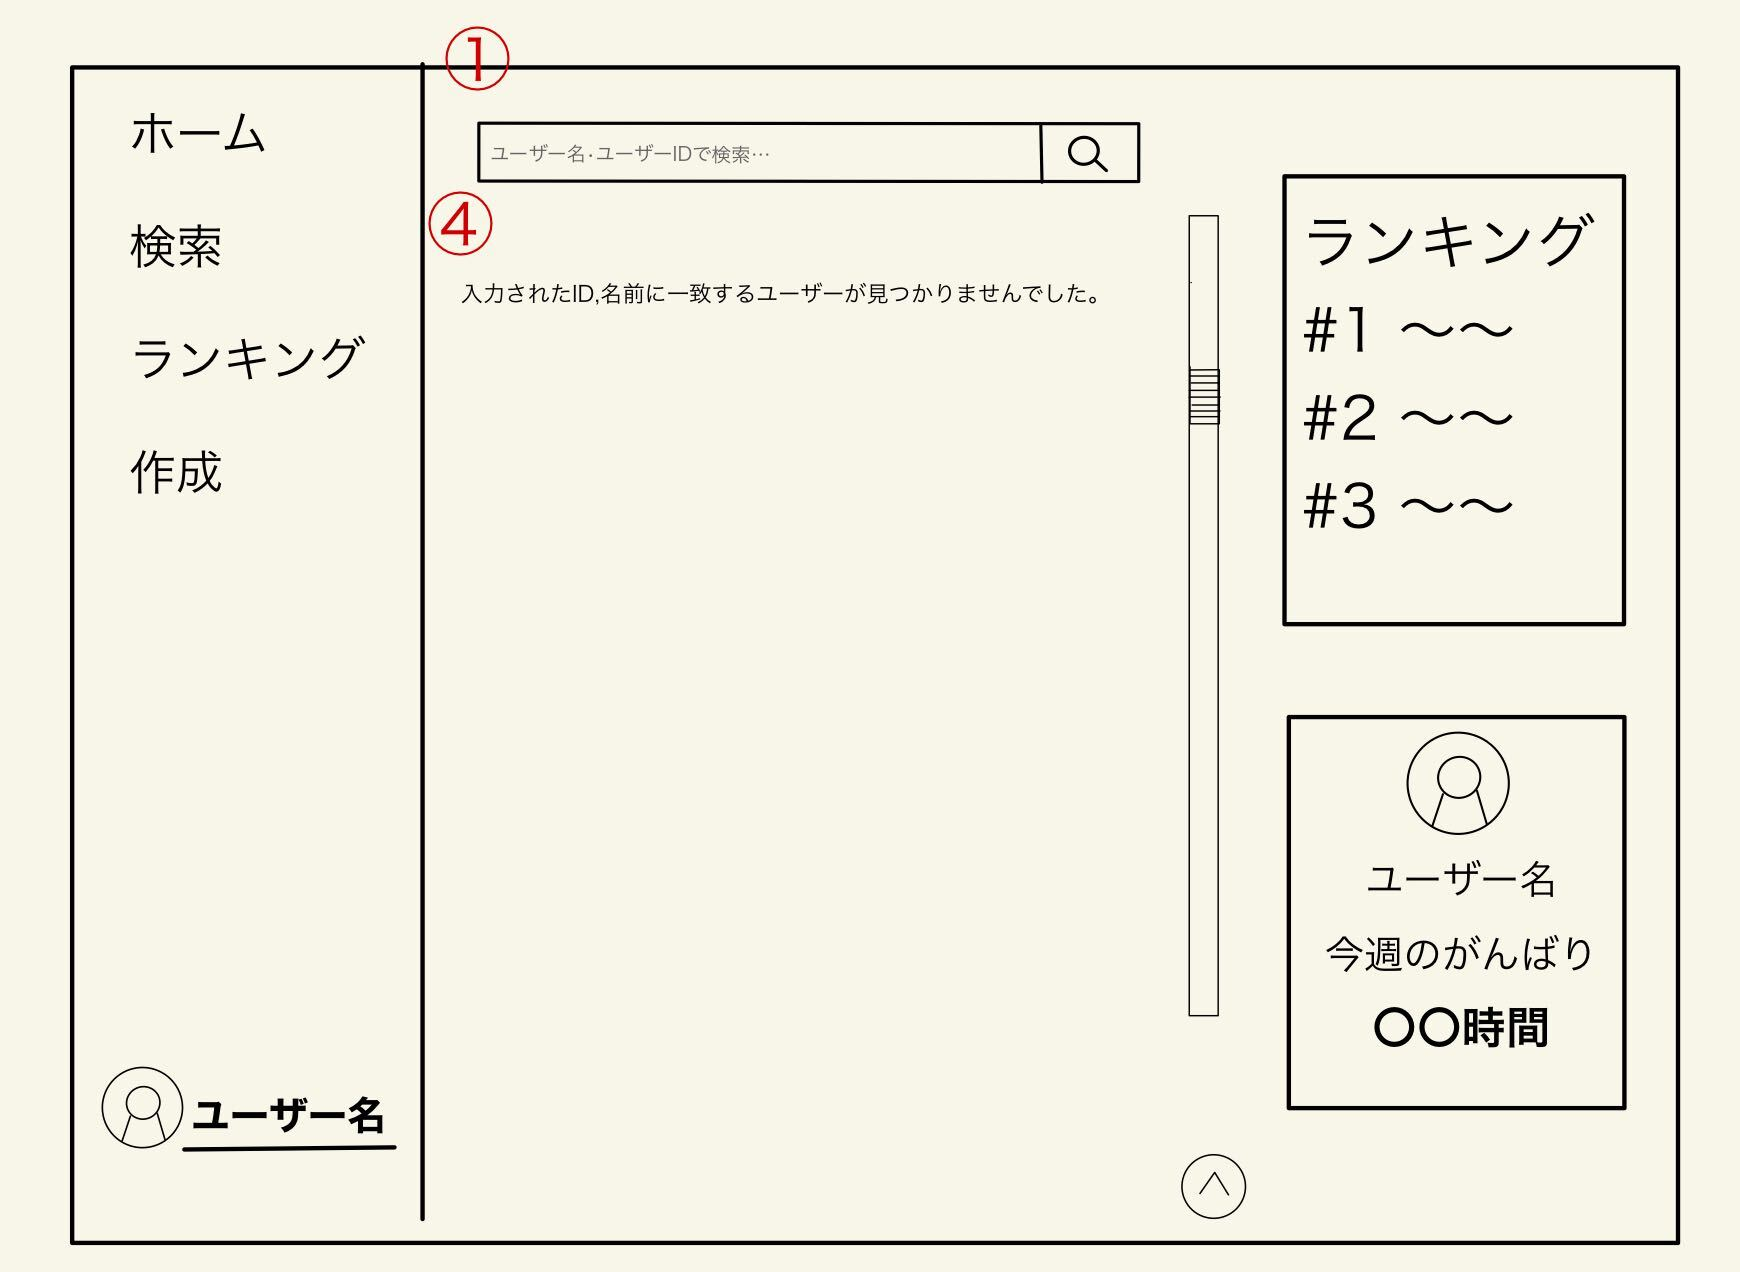 ①
ホーム
検索
ランキング
作成
ユーザー名
ユーザー名・ユーザーIDで検索…
④
入力されたID,名前に一致するユーザーが見つかりませんでした。
ランキング
#1 〜〜
#2 〜〜
#3 〜〜
ユーザー名
今週のがんばり
〇〇時間